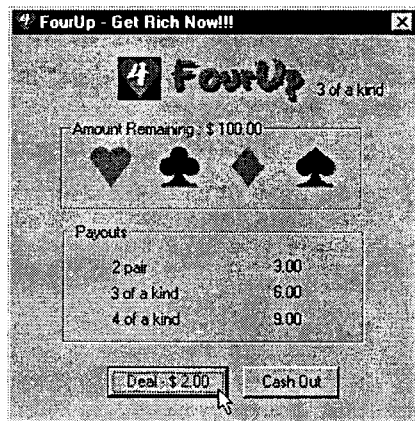 FourUp - Get Rich Now!!!
4 FourUp 3 of a kind
Amount Remaining : $ 100.00
Payouts
2 pair 3.00
3 of a kind 6.00
4 of a kind 9.00
Deal - $ 2.00 Cash Out